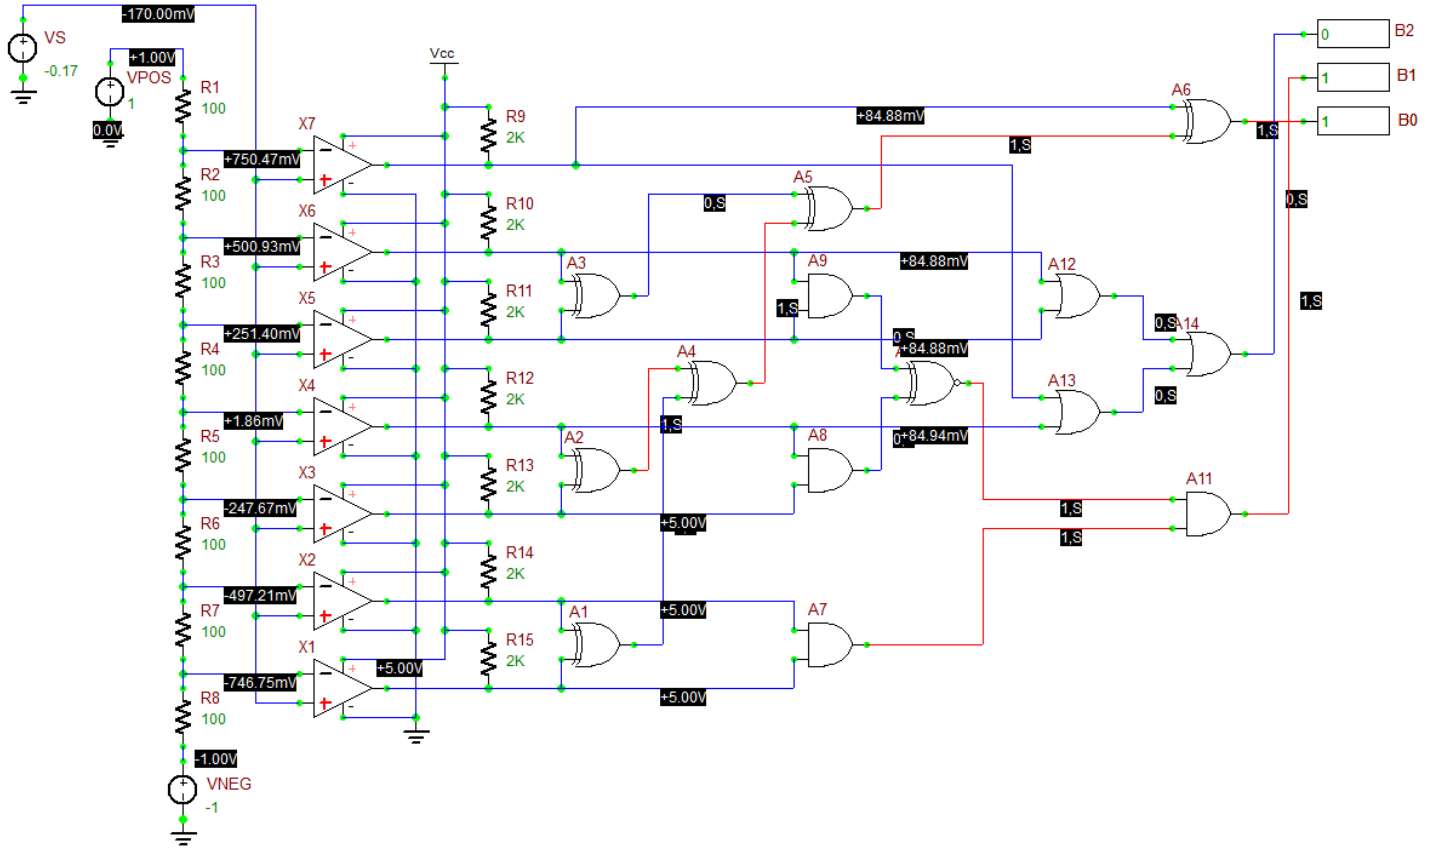 -170.00mV
VS
-0.17
+1.00V
VPOS
1
0.0V
R1
100
R2
100
R3
100
R4
100
R5
100
R6
100
R7
100
R8
100
-1.00V
VNEG
-1
+750.47mV
+500.93mV
+251.40mV
+1.86mV
-247.67mV
-497.21mV
-746.75mV
X7
X6
X5
X4
X3
X2
X1
+5.00V
Vcc
R9
2K
R10
2K
R11
2K
R12
2K
R13
2K
R14
2K
R15
2K
A3
A2
A1
0,S
A4
1,S
A5
A9
1,S
0,S
A8
A7
+84.88mV
1,S
+84.88mV
+84.88mV
+84.94mV
+5.00V
+5.00V
+5.00V
A12
A13
1,S
1,S
0,S
A14
0,S
A11
A6
1,S
0,S
1,S
0
B2
1
B1
1
B0